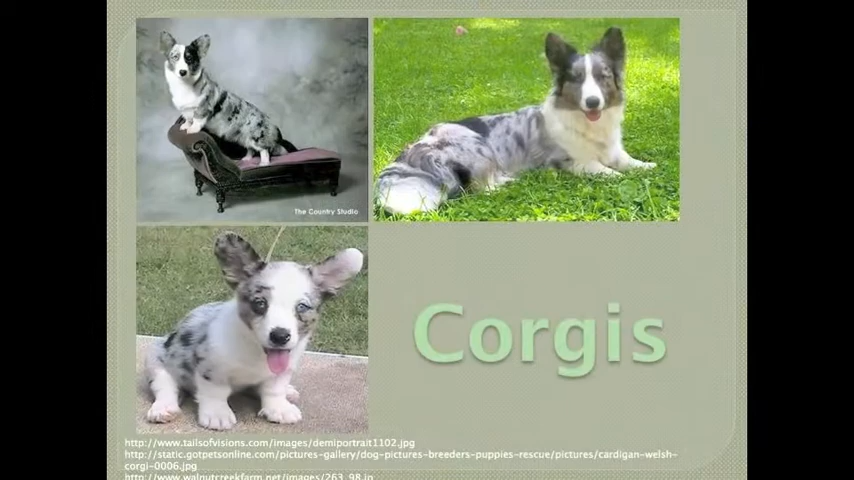 The Country Studio
Corgis
http://www.tailsofvisions.com/images/demiportrait1102.jpg
http://static.gotpetsonline.com/pictures-gallery/dog-pictures-breeders-puppies-rescue/pictures/cardigan-welsh-
corgi-0006.jpg
http://www.walnutcreekfarm.net/images/263_98.jp